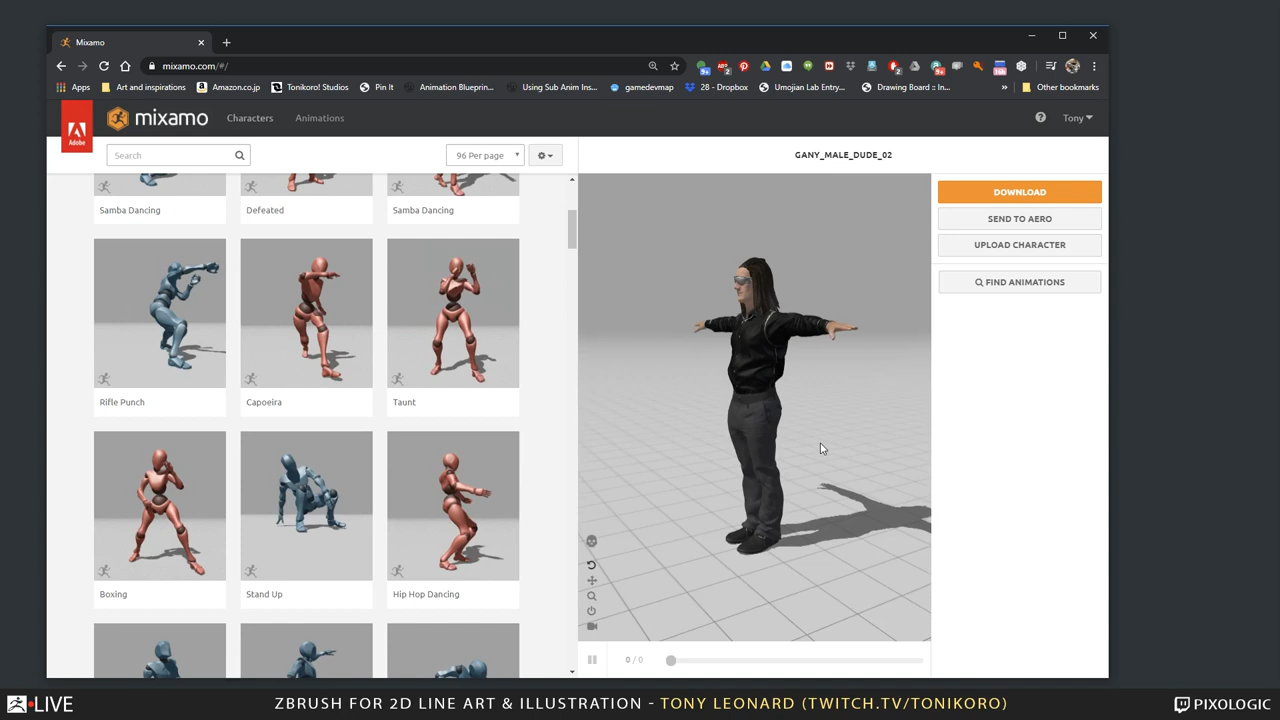 Mixamo
mixamo.com/#/
Apps
Art and inspirations
Amazon.co.jp
Tonikoro! Studios
Pin It
Animation Blueprin...
Using Sub Anim Ins...
gamedevmap
28 - Dropbox
Umojian Lab Entry...
Drawing Board :: In...
»
Other bookmarks
Adobe
mixamo
Characters
Animations
Tony
Search
96 Per page
GANY_MALE_DUDE_02
Samba Dancing
Defeated
Samba Dancing
DOWNLOAD
SEND TO AERO
UPLOAD CHARACTER
FIND ANIMATIONS
Rifle Punch
Capoeira
Taunt
Boxing
Stand Up
Hip Hop Dancing
0 / 0
LIVE
ZBRUSH FOR 2D LINE ART & ILLUSTRATION - TONY LEONARD (TWITCH.TV/TONIKORO)
PIXOLOGIC